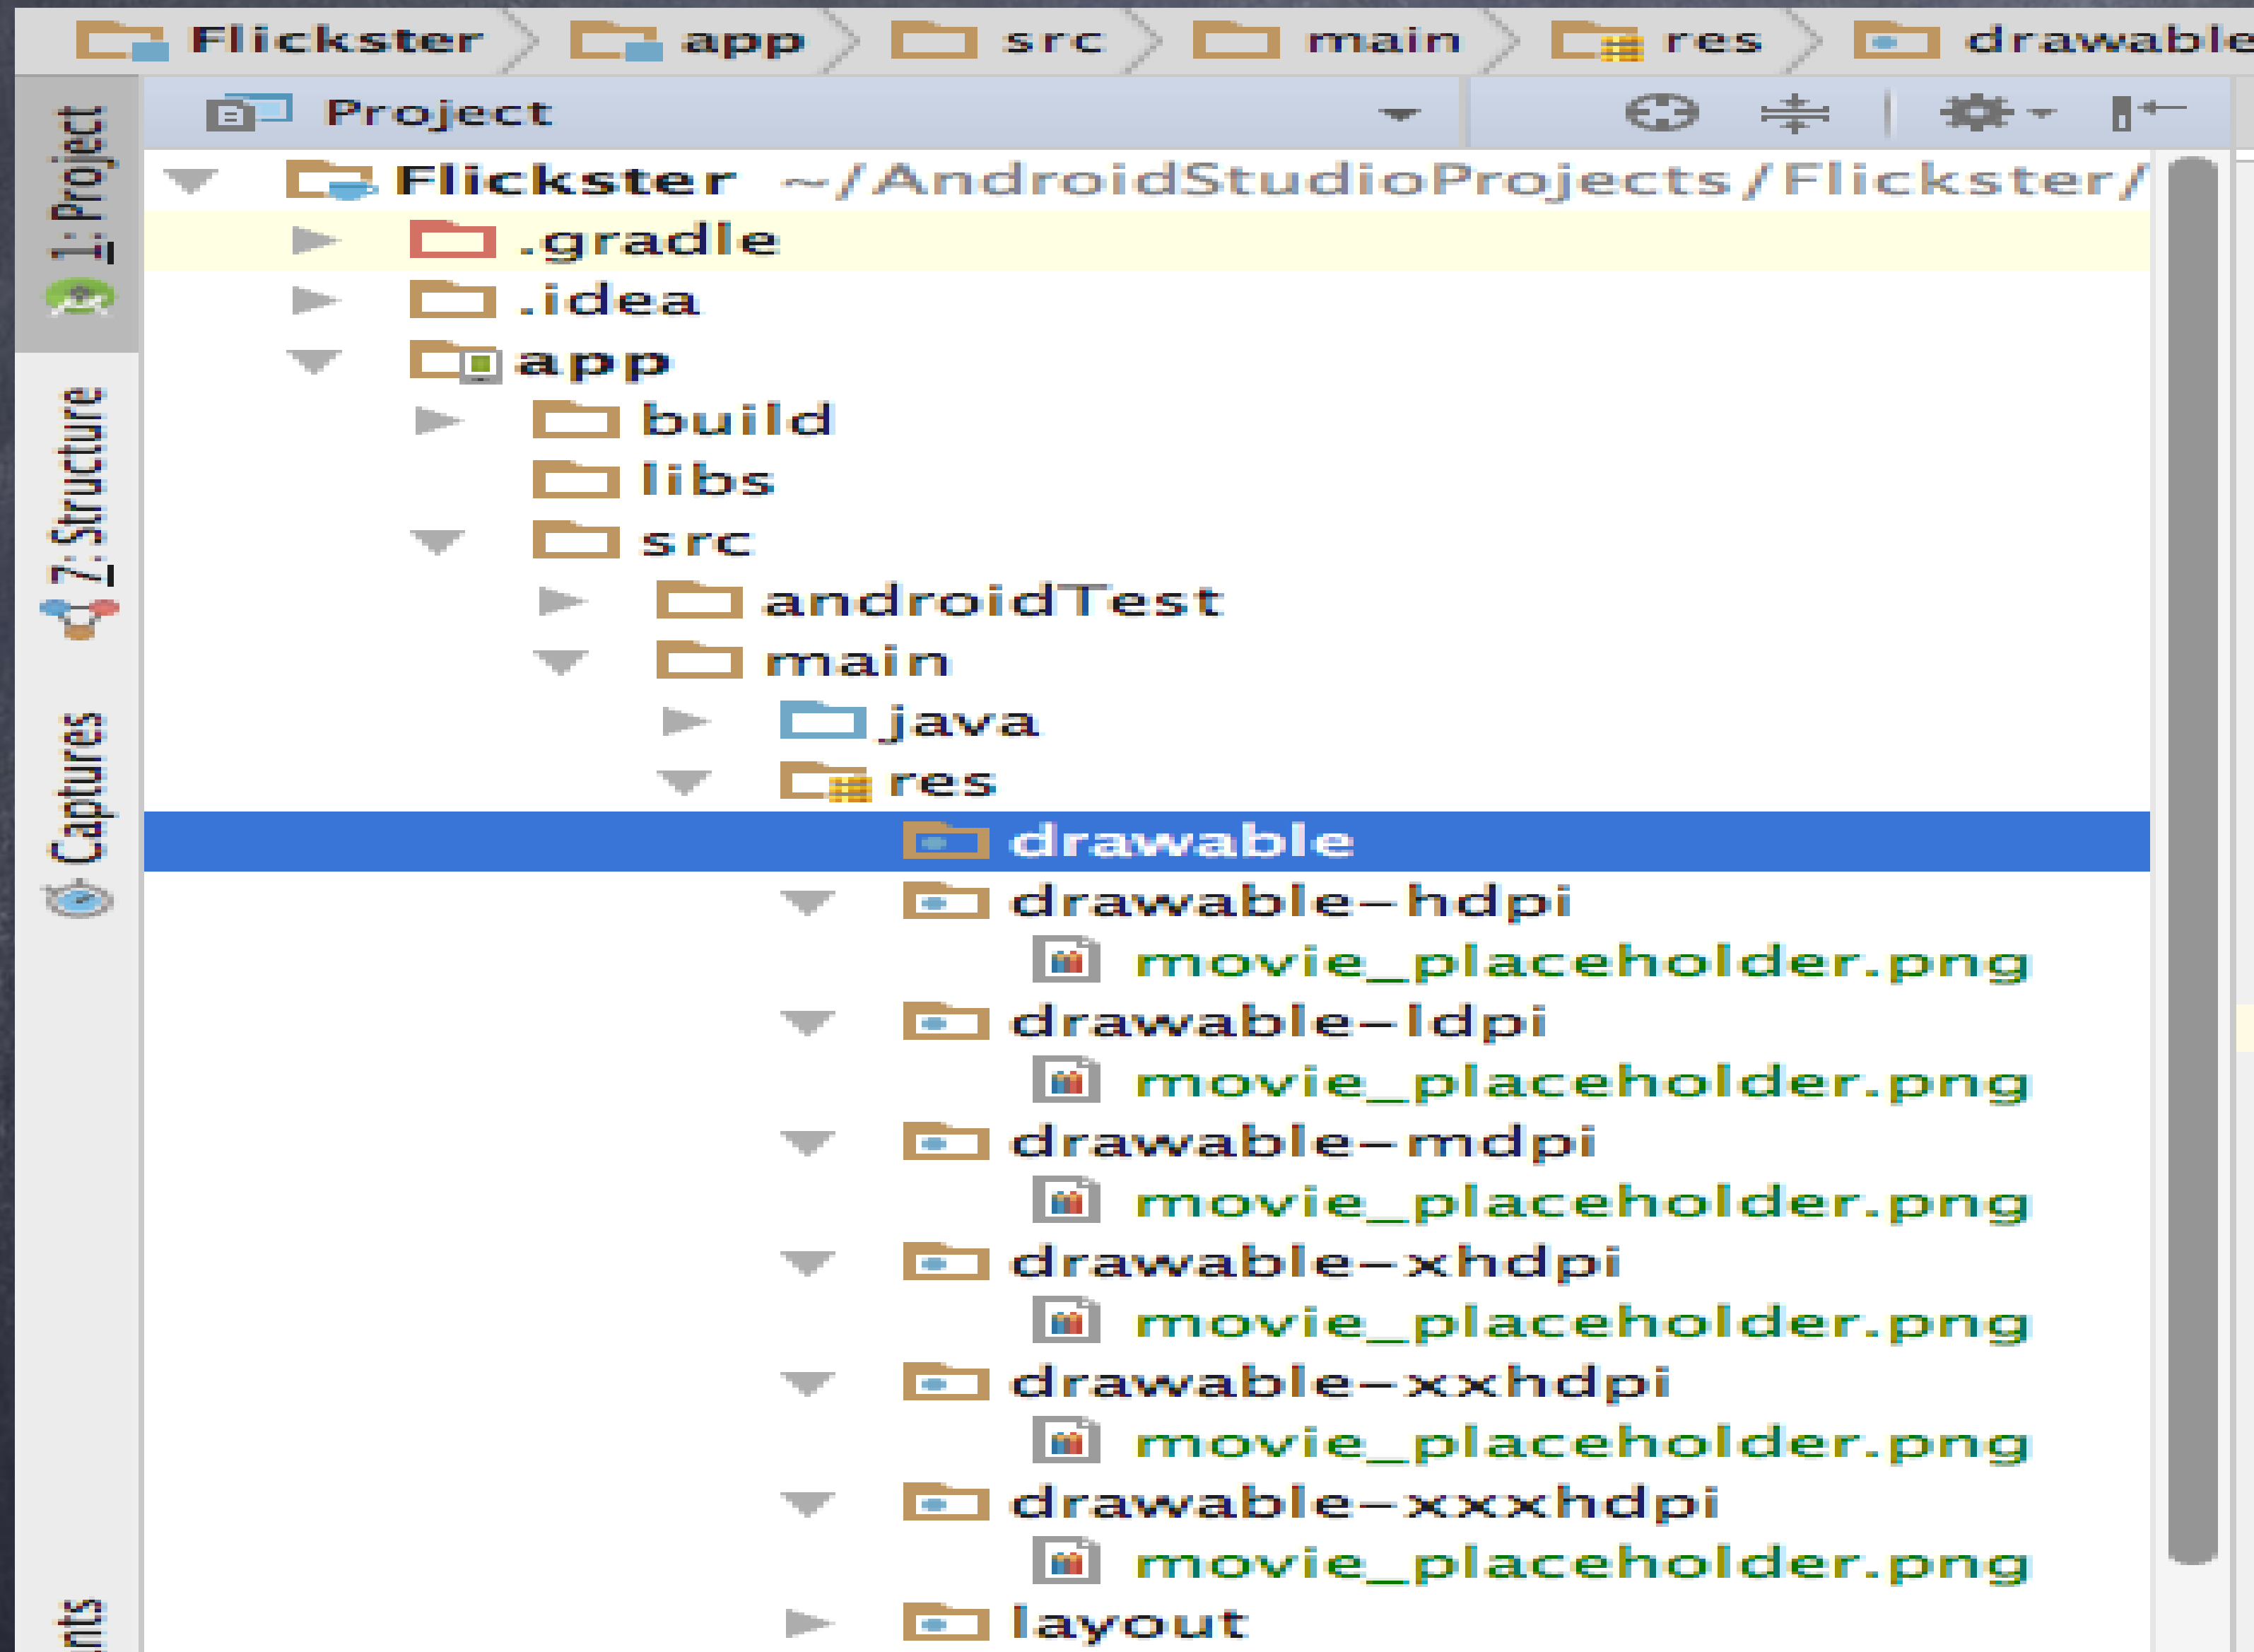 Flickster app src main res drawable
Project
1: Project
7: Structure
Captures
Flickster ~/AndroidStudioProjects/Flickster/
.gradle
.idea
app
build
libs
src
androidTest
main
java
res
drawable
drawable-hdpi
movie_placeholder.png
drawable-ldpi
movie_placeholder.png
drawable-mdpi
movie_placeholder.png
drawable-xhdpi
movie_placeholder.png
drawable-xxhdpi
movie_placeholder.png
drawable-xxxhdpi
movie_placeholder.png
layout